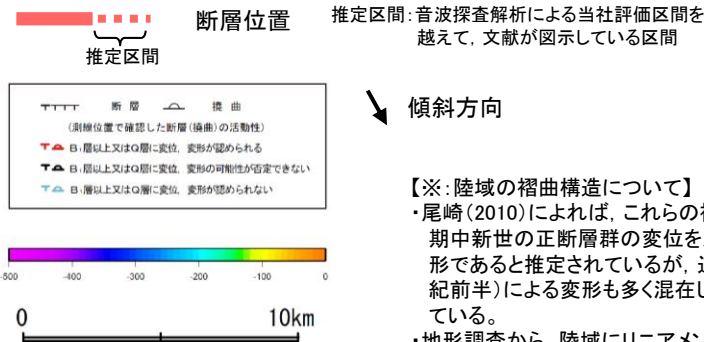 断層位置
推定区間
推定区間：音波探査解析による当社評価区間を
越えて，文献が図示している区間
断層 撓曲
(測線位置で確認した断層(撓曲)の活動性)
B₁層以上又はQ層に変位，変形が認められる
B₁層以上又はQ層に変位，変形の可能性が否定できない
B₁層以上又はQ層に変位，変形が認められない
傾斜方向
-500 -400 -300 -200 -100 0
0 10km
【※：陸域の褶曲構造について】
・尾崎(2010)によれば，これらの
期中新世の正断層群の変位を
形であると推定されているが，
紀前半)による変形も多く混在し
ている。
・地形調査から，陸域にリニアメン